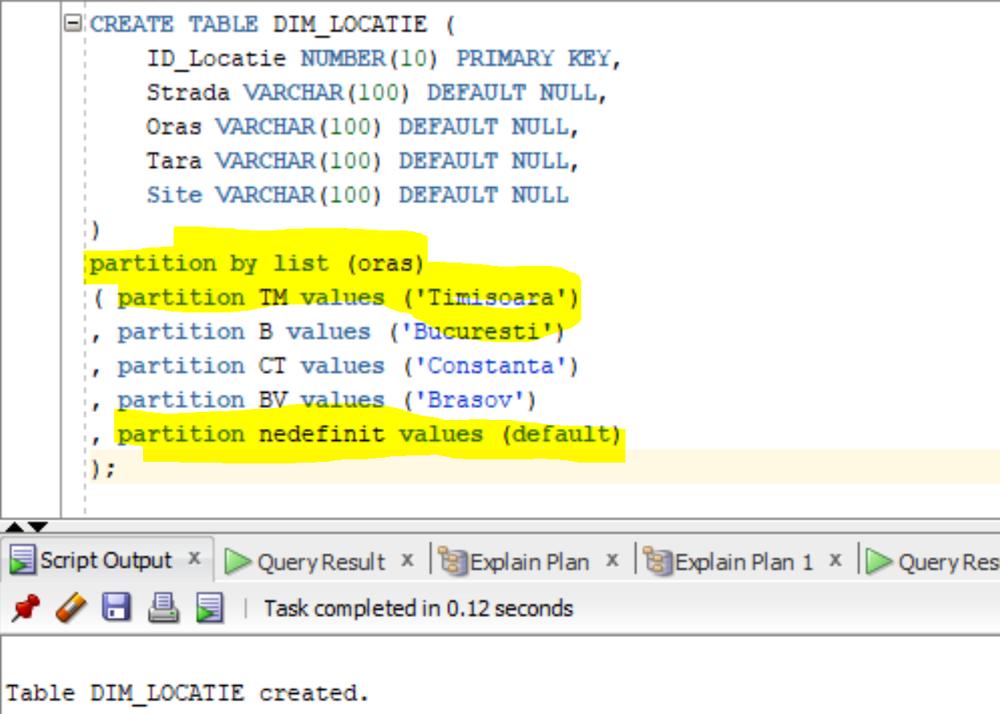 CREATE TABLE DIM_LOCATIE (
ID_Locatie NUMBER(10) PRIMARY KEY,
Strada VARCHAR(100) DEFAULT NULL,
Oras VARCHAR(100) DEFAULT NULL,
Tara VARCHAR(100) DEFAULT NULL,
Site VARCHAR(100) DEFAULT NULL
)
partition by list (oras)
( partition TM values ('Timisoara')
, partition B values ('Bucuresti')
, partition CT values ('Constanta')
, partition BV values ('Brasov')
, partition nedefinit values (default)
);
Script Output x Query Result x Explain Plan x Explain Plan 1 x Query Res
Task completed in 0.12 seconds
Table DIM_LOCATIE created.